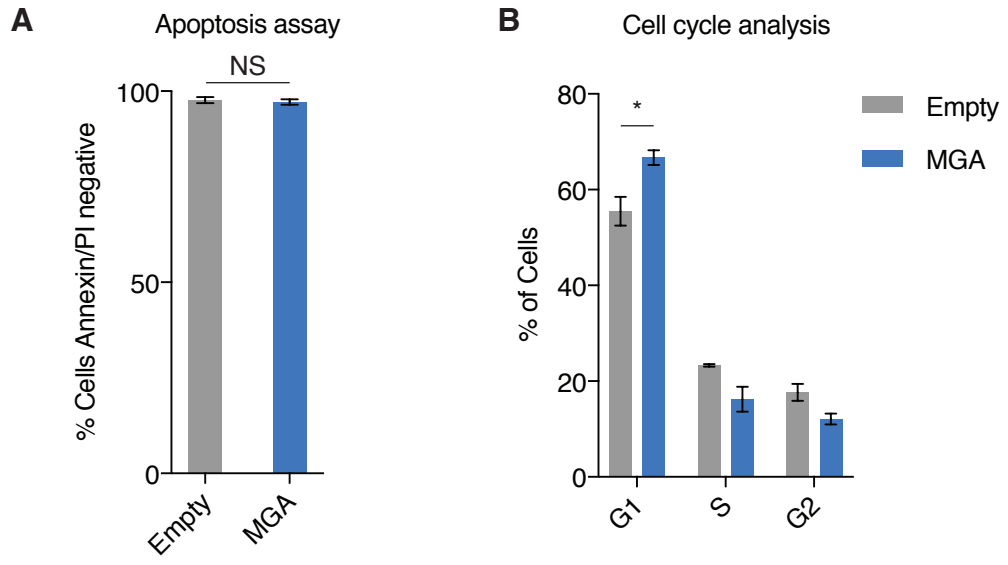 A
Apoptosis assay
NS
% Cells Annexin/PI negative
100
50
0
Empty
MGA
B
Cell cycle analysis
% of Cells
80
60
40
20
0
*
G1
S
G2
Empty
MGA